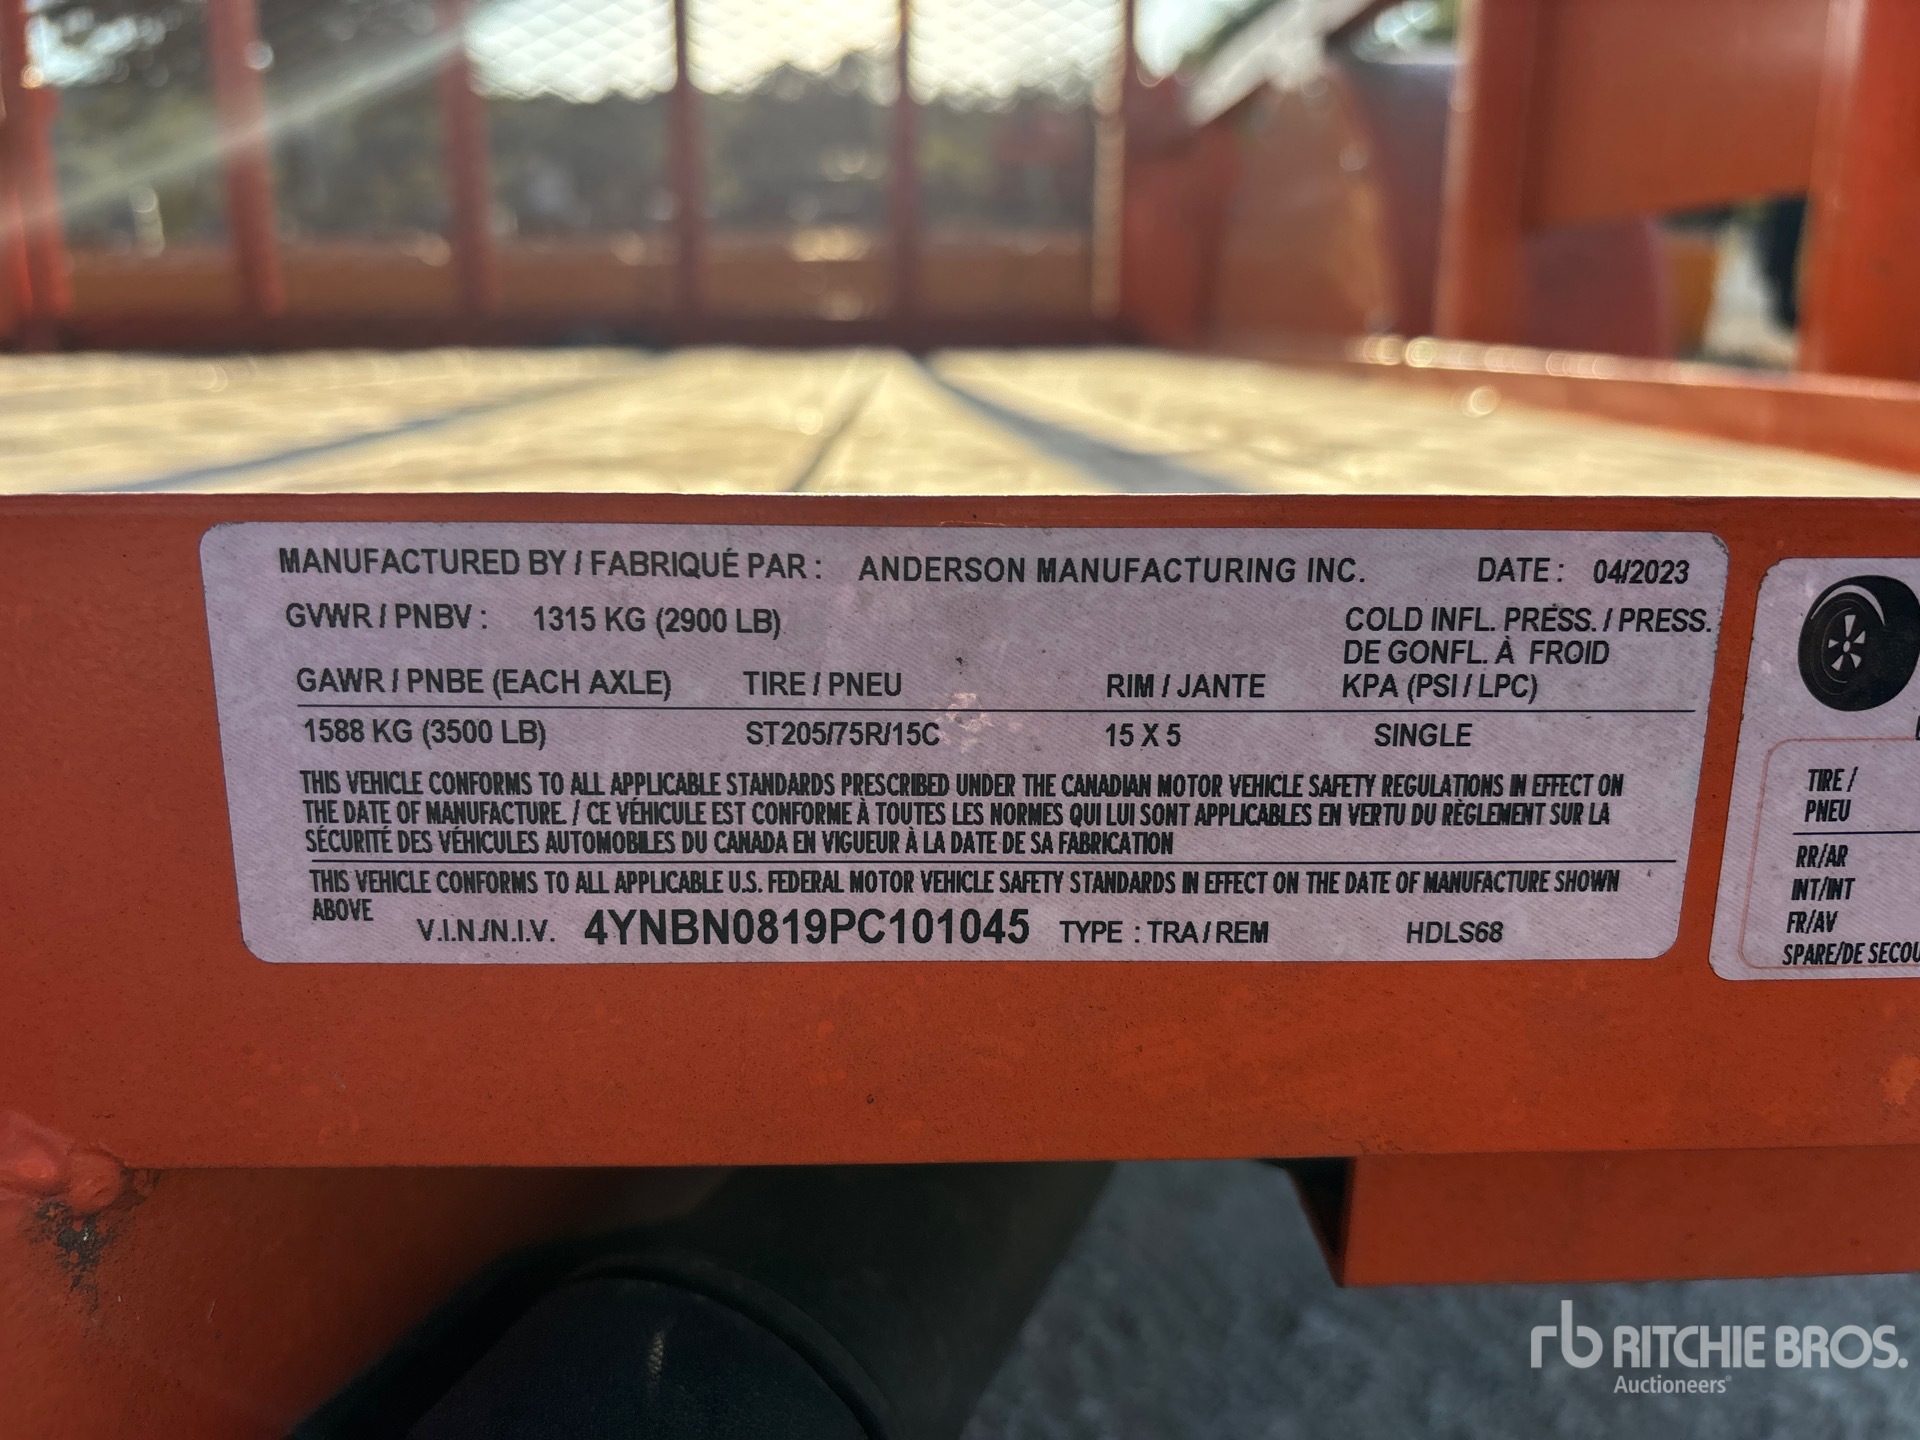 MANUFACTURED BY / FABRIQUÉ PAR : ANDERSON MANUFACTURING INC. DATE : 04/2023
GVWR / PNBV : 1315 KG (2900 LB)
COLD INFL. PRESS. / PRESS.
DE GONFL. À FROID
GAWR / PNBE (EACH AXLE) TIRE / PNEU RIM / JANTE KPA (PSI / LPC)
1588 KG (3500 LB) ST205/75R/15C 15 X 5 SINGLE
THIS VEHICLE CONFORMS TO ALL APPLICABLE STANDARDS PRESCRIBED UNDER THE CANADIAN MOTOR VEHICLE SAFETY REGULATIONS IN EFFECT ON
THE DATE OF MANUFACTURE. / CE VÉHICULE EST CONFORME À TOUTES LES NORMES QUI LUI SONT APPLICABLES EN VERTU DU RÈGLEMENT SUR LA
SÉCURITÉ DES VÉHICULES AUTOMOBILES DU CANADA EN VIGUEUR À LA DATE DE SA FABRICATION
THIS VEHICLE CONFORMS TO ALL APPLICABLE U.S. FEDERAL MOTOR VEHICLE SAFETY STANDARDS IN EFFECT ON THE DATE OF MANUFACTURE SHOWN
ABOVE
V.I.N./N.I.V. 4YNBN0819PC101045 TYPE : TRA / REM HDLS68
TIRE /
PNEU
RR/AR
INT/INT
FR/AV
SPARE/DE SECOU
rb RITCHIE BROS.
Auctioneers